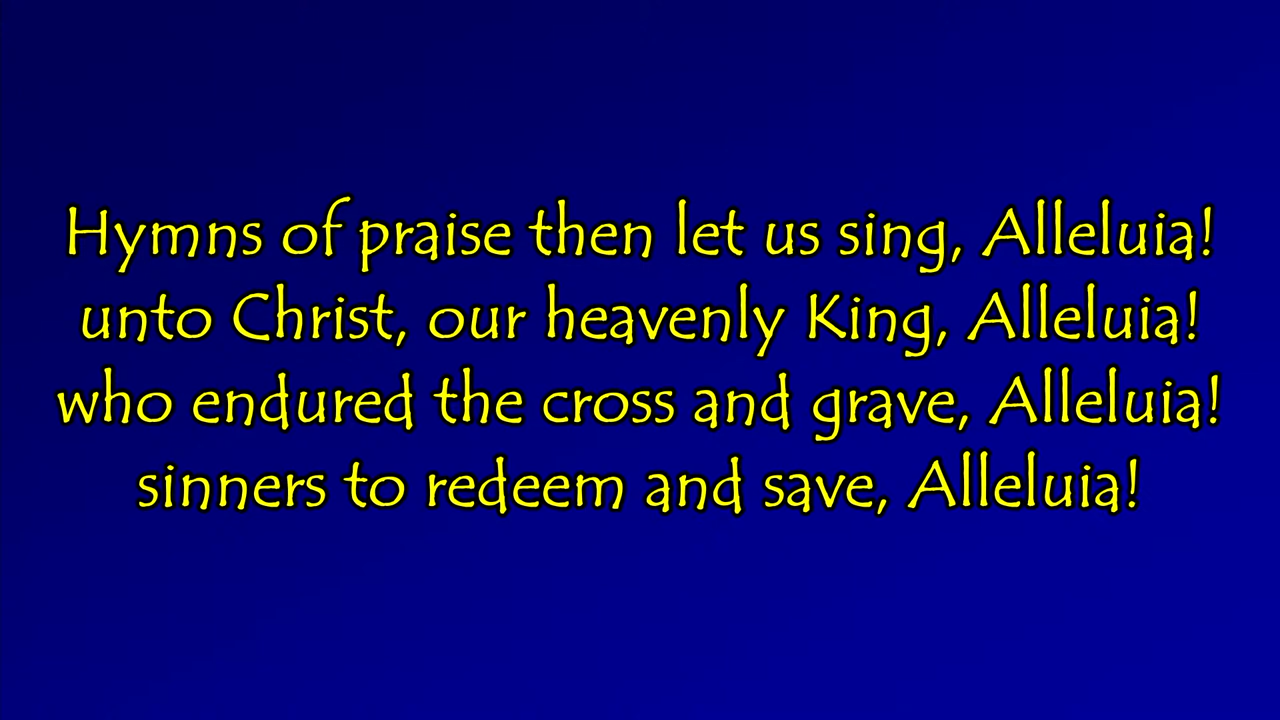 Hymns of praise then let us sing, Alleluia!
unto Christ, our heavenly King, Alleluia!
who endured the cross and grave, Alleluia!
sinners to redeem and save, Alleluia!